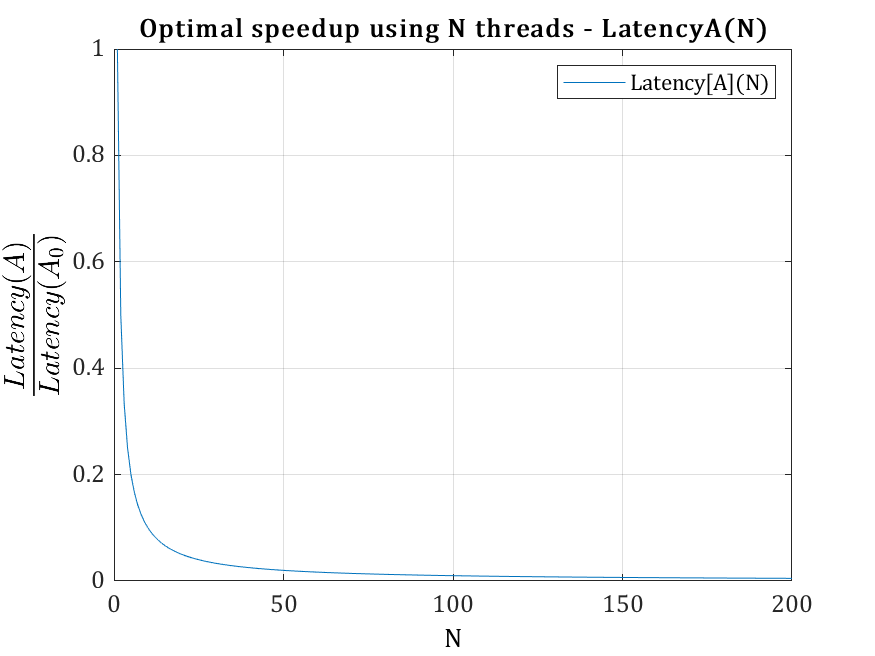 Optimal speedup using N threads - LatencyA(N)
Latency[A](N)
Latency(A)
Latency(A₀)
1
0.8
0.6
0.4
0.2
0
0 50 100 150 200
N